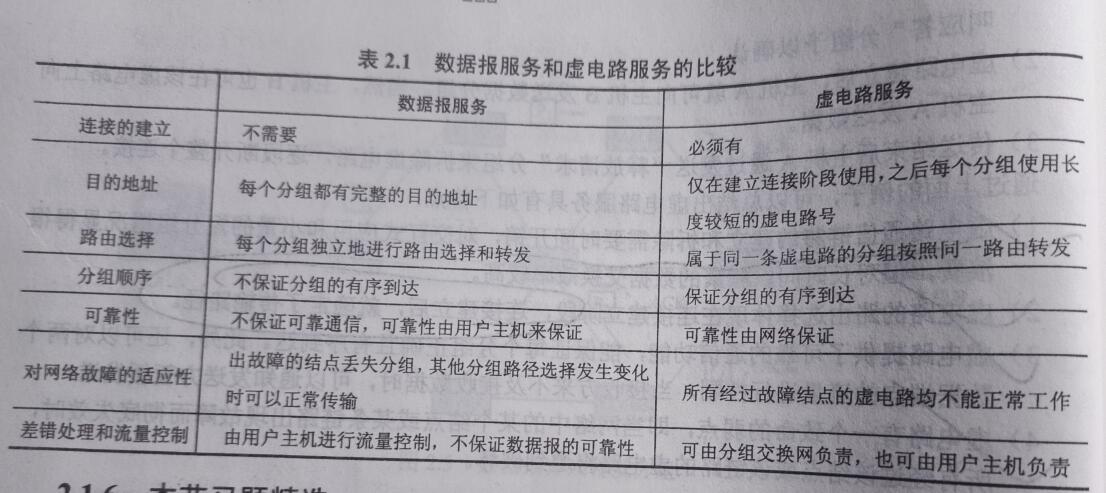 表 2.1 数据报服务和虚电路服务的比较
数据报服务 虚电路服务
连接的建立 不需要 必须有
目的地址 每个分组都有完整的目的地址 仅在建立连接阶段使用，之后每个分组使用长
度较短的虚电路号
路由选择 每个分组独立地进行路由选择和转发 属于同一条虚电路的分组按照同一路由转发
分组顺序 不保证分组的有序到达 保证分组的有序到达
可靠性 不保证可靠通信，可靠性由用户主机来保证 可靠性由网络保证
对网络故障的适应性 出故障的结点丢失分组，其他分组路径选择发生变化
时可以正常传输 所有经过故障结点的虚电路均不能正常工作
差错处理和流量控制 由用户主机进行流量控制，不保证数据报的可靠性 可由分组交换网负责，也可由用户主机负责